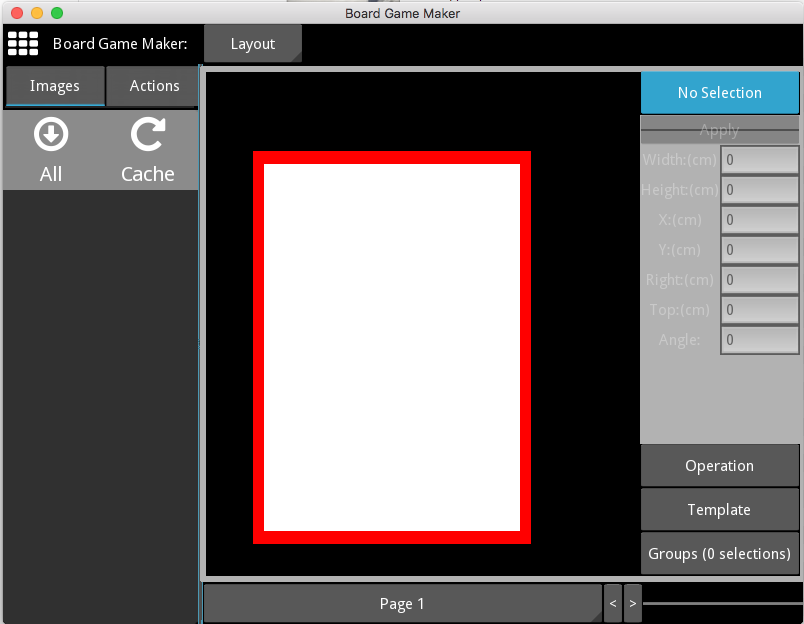 Board Game Maker
Board Game Maker:
Layout
Images
Actions
All
Cache
No Selection
Apply
Width:(cm)
0
Height:(cm)
0
X:(cm)
0
Y:(cm)
0
Right:(cm)
0
Top:(cm)
0
Angle:
0
Operation
Template
Groups (0 selections)
Page 1
<
>